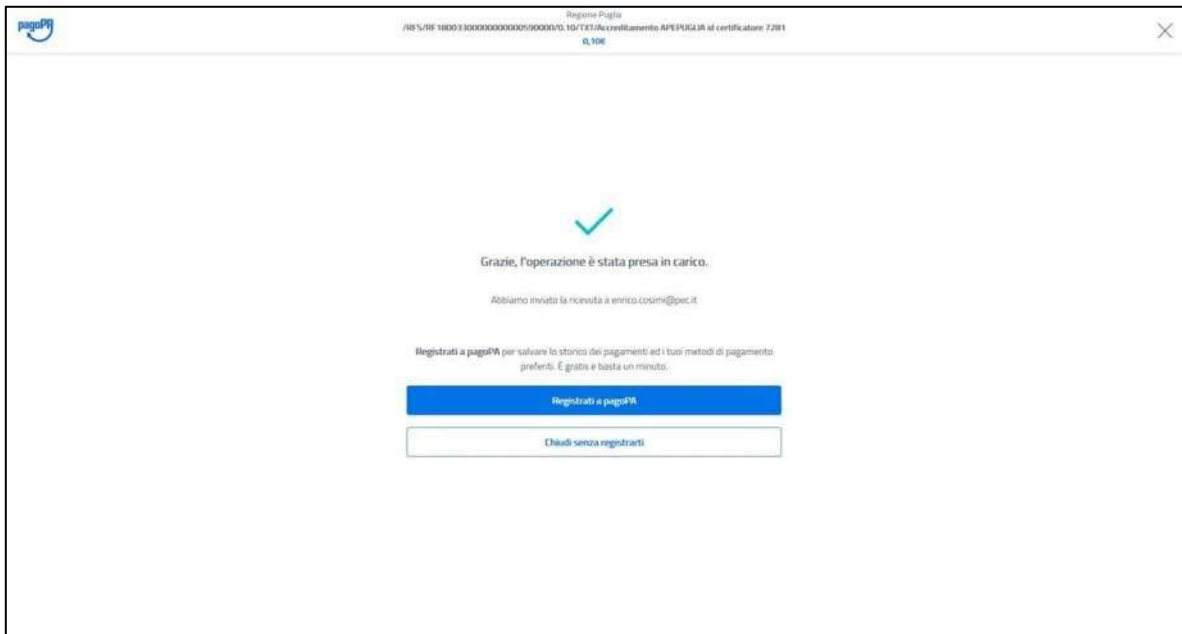 pagoPA
Regione Puglia
/RFS/RF18003300000000000590000/0.10/TXT/Accreditamento APEPUGLIA al certificatore 7281
0,10€
Grazie, l'operazione è stata presa in carico.
Abbiamo inviato la ricevuta a enrico.cosimi@pec.it
Registrati a pagoPA per salvare lo storico dei pagamenti ed i tuoi metodi di pagamento
preferiti. È gratis e basta un minuto.
Registrati a pagoPA
Chiudi senza registrarti